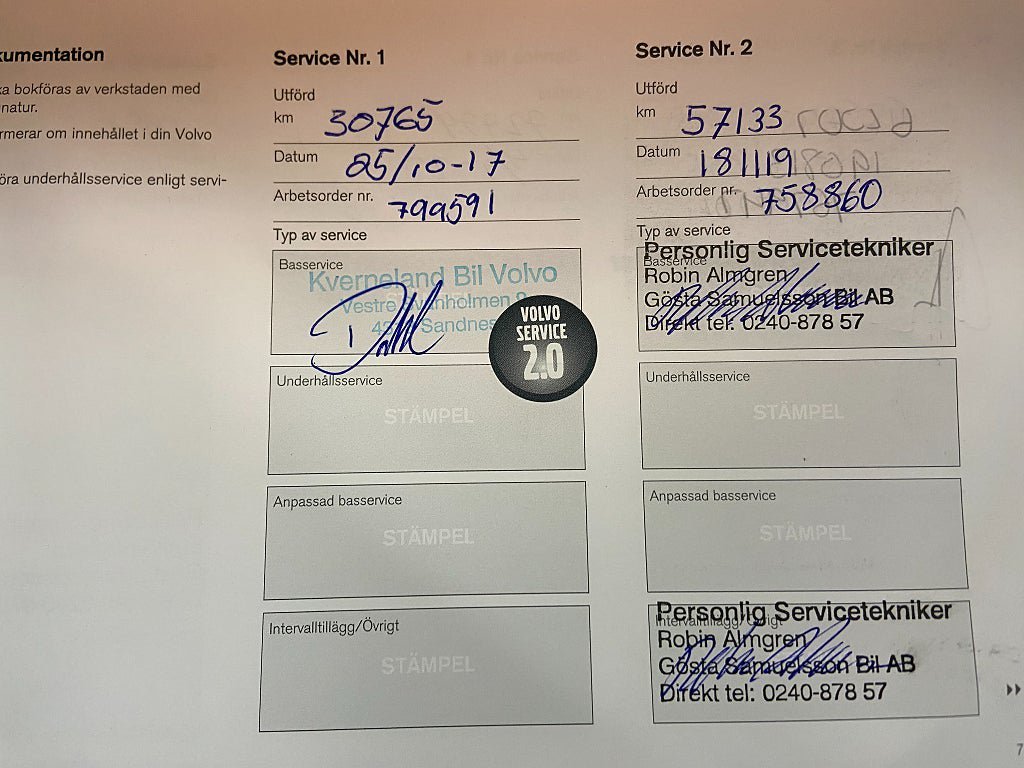 kumentation
ka bokföras av verkstaden med
natur.
rmerar om innehållet i din Volvo
öra underhållsservice enligt servi-
Service Nr. 1
Utförd
km 30765
Datum 25/10-17
Arbetsorder nr. 799591
Typ av service
Basservice
Kverneland Bil Volvo
Vestre Svanholmen 9
Sandnes
VOLVO
SERVICE
2.0
Underhållsservice
STÄMPEL
Anpassad basservice
STÄMPEL
Intervalltillägg/Övrigt
STÄMPEL
Service Nr. 2
Utförd
km 57133
Datum 181119
Arbetsorder nr. 758860
Typ av service
Basservice
Personlig Servicetekniker
Robin Almgren
Gösta Samuelsson Bil AB
Direkt tel: 0240-878 57
Underhållsservice
STÄMPEL
Anpassad basservice
STÄMPEL
Intervalltillägg/Övrigt
Personlig Servicetekniker
Robin Almgren
Gösta Samuelsson Bil AB
Direkt tel: 0240-878 57
7